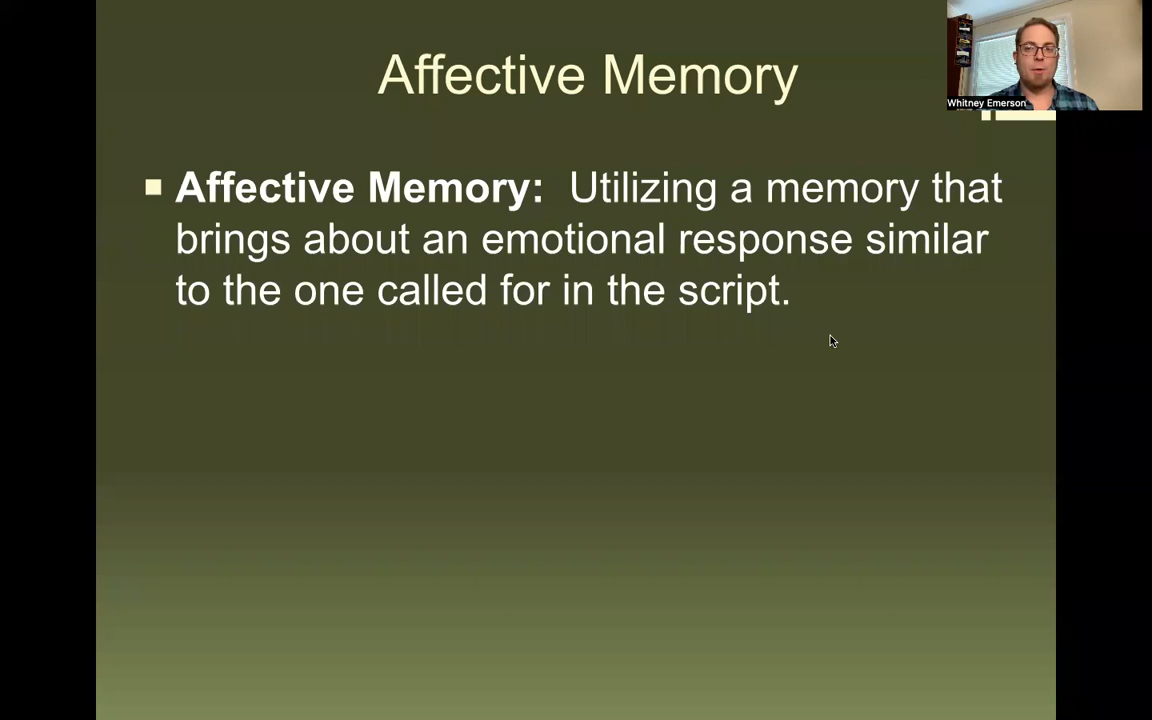 Affective Memory
Whitney Emerson
■ Affective Memory: Utilizing a memory that
brings about an emotional response similar
to the one called for in the script.